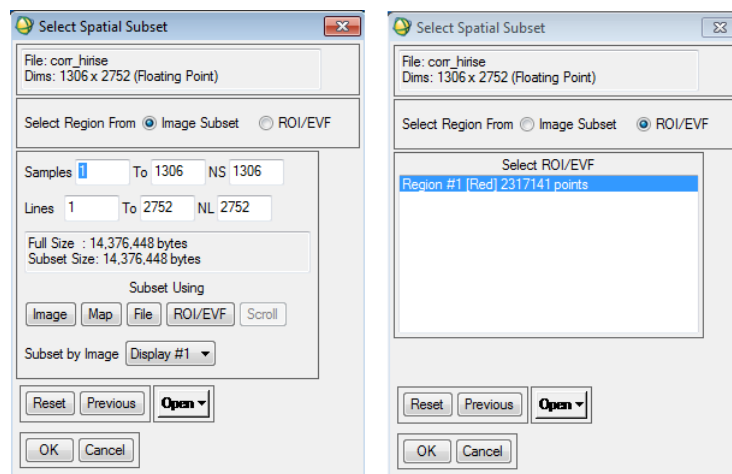 Select Spatial Subset
File: corr_hirise
Dims: 1306 x 2752 (Floating Point)
Select Region From Image Subset ROI/EVF
Samples 1 To 1306 NS 1306
Lines 1 To 2752 NL 2752
Full Size : 14,376,448 bytes
Subset Size: 14,376,448 bytes
Subset Using
Image Map File ROI/EVF Scroll
Subset by Image Display #1
Reset Previous Open
OK Cancel
Select Spatial Subset
File: corr_hirise
Dims: 1306 x 2752 (Floating Point)
Select Region From Image Subset ROI/EVF
Select ROI/EVF
Region #1 [Red] 2317141 points
Reset Previous Open
OK Cancel